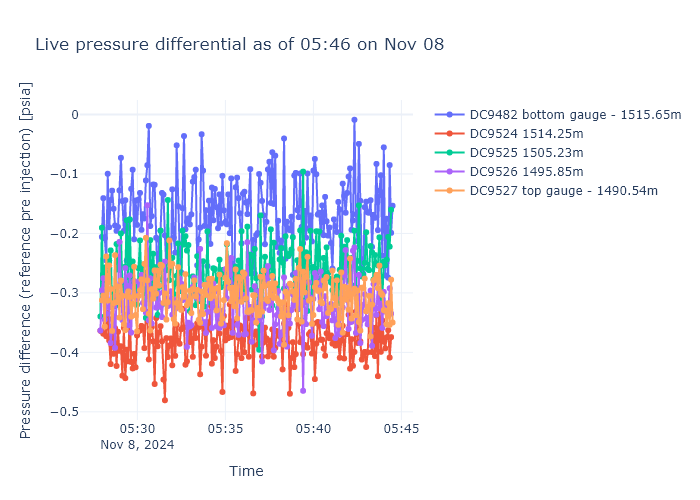 Live pressure differential as of 05:46 on Nov 08
Pressure difference (reference pre injection) [psia]
0
−0.1
−0.2
−0.3
−0.4
−0.5
05:30
Nov 8, 2024
05:35
05:40
05:45
Time
DC9482 bottom gauge - 1515.65m
DC9524 1514.25m
DC9525 1505.23m
DC9526 1495.85m
DC9527 top gauge - 1490.54m